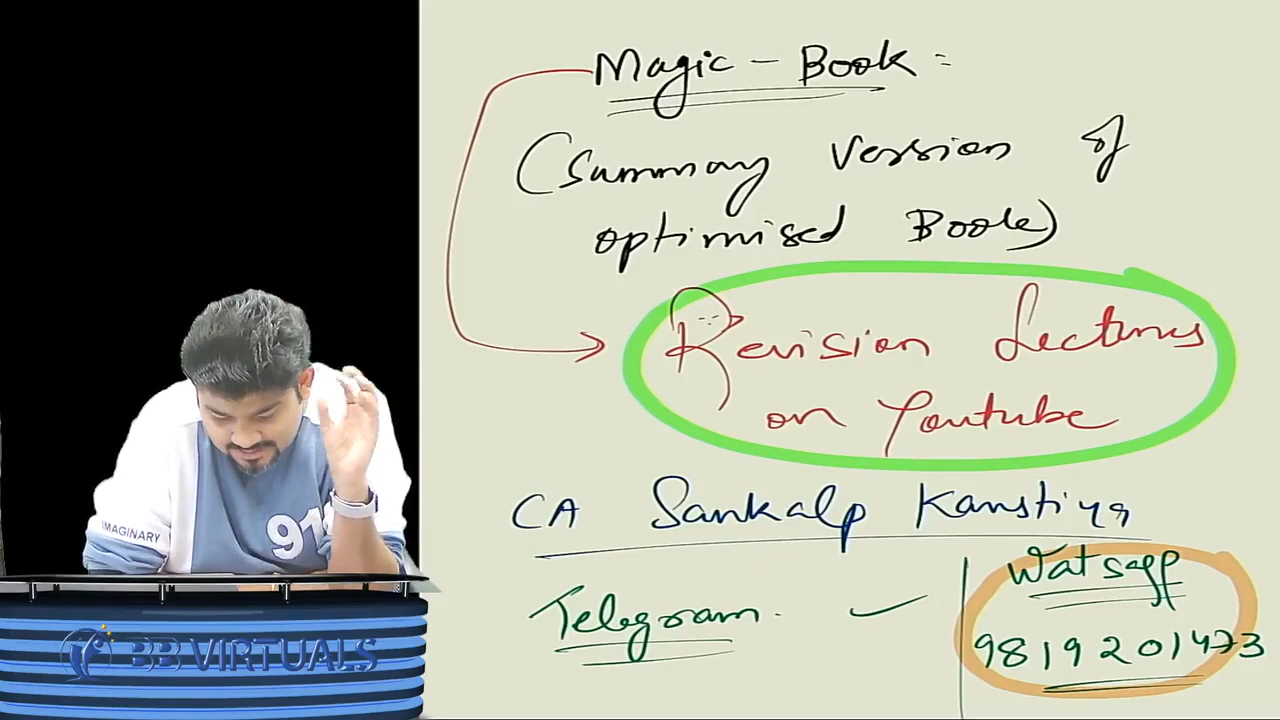 Magic - Book :
(Summary Version of
optimised Book)
Revision Lectures
on Youtube
CA Sankalp Kanstiya
Telegram.
Watsapp
9819201473
IMAGINARY
911
BB VIRTUALS